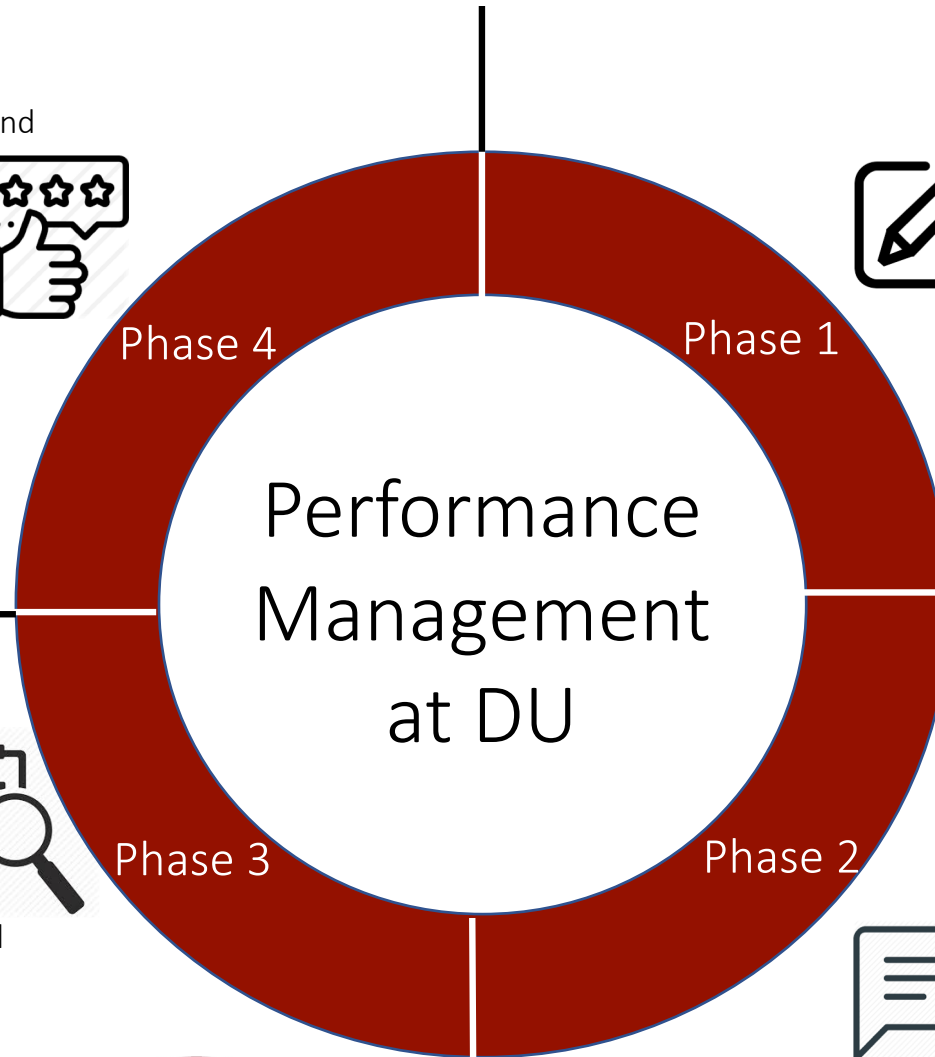 nd
Phase 4
Phase 1
Performance
Management
at DU
Phase 3
Phase 2